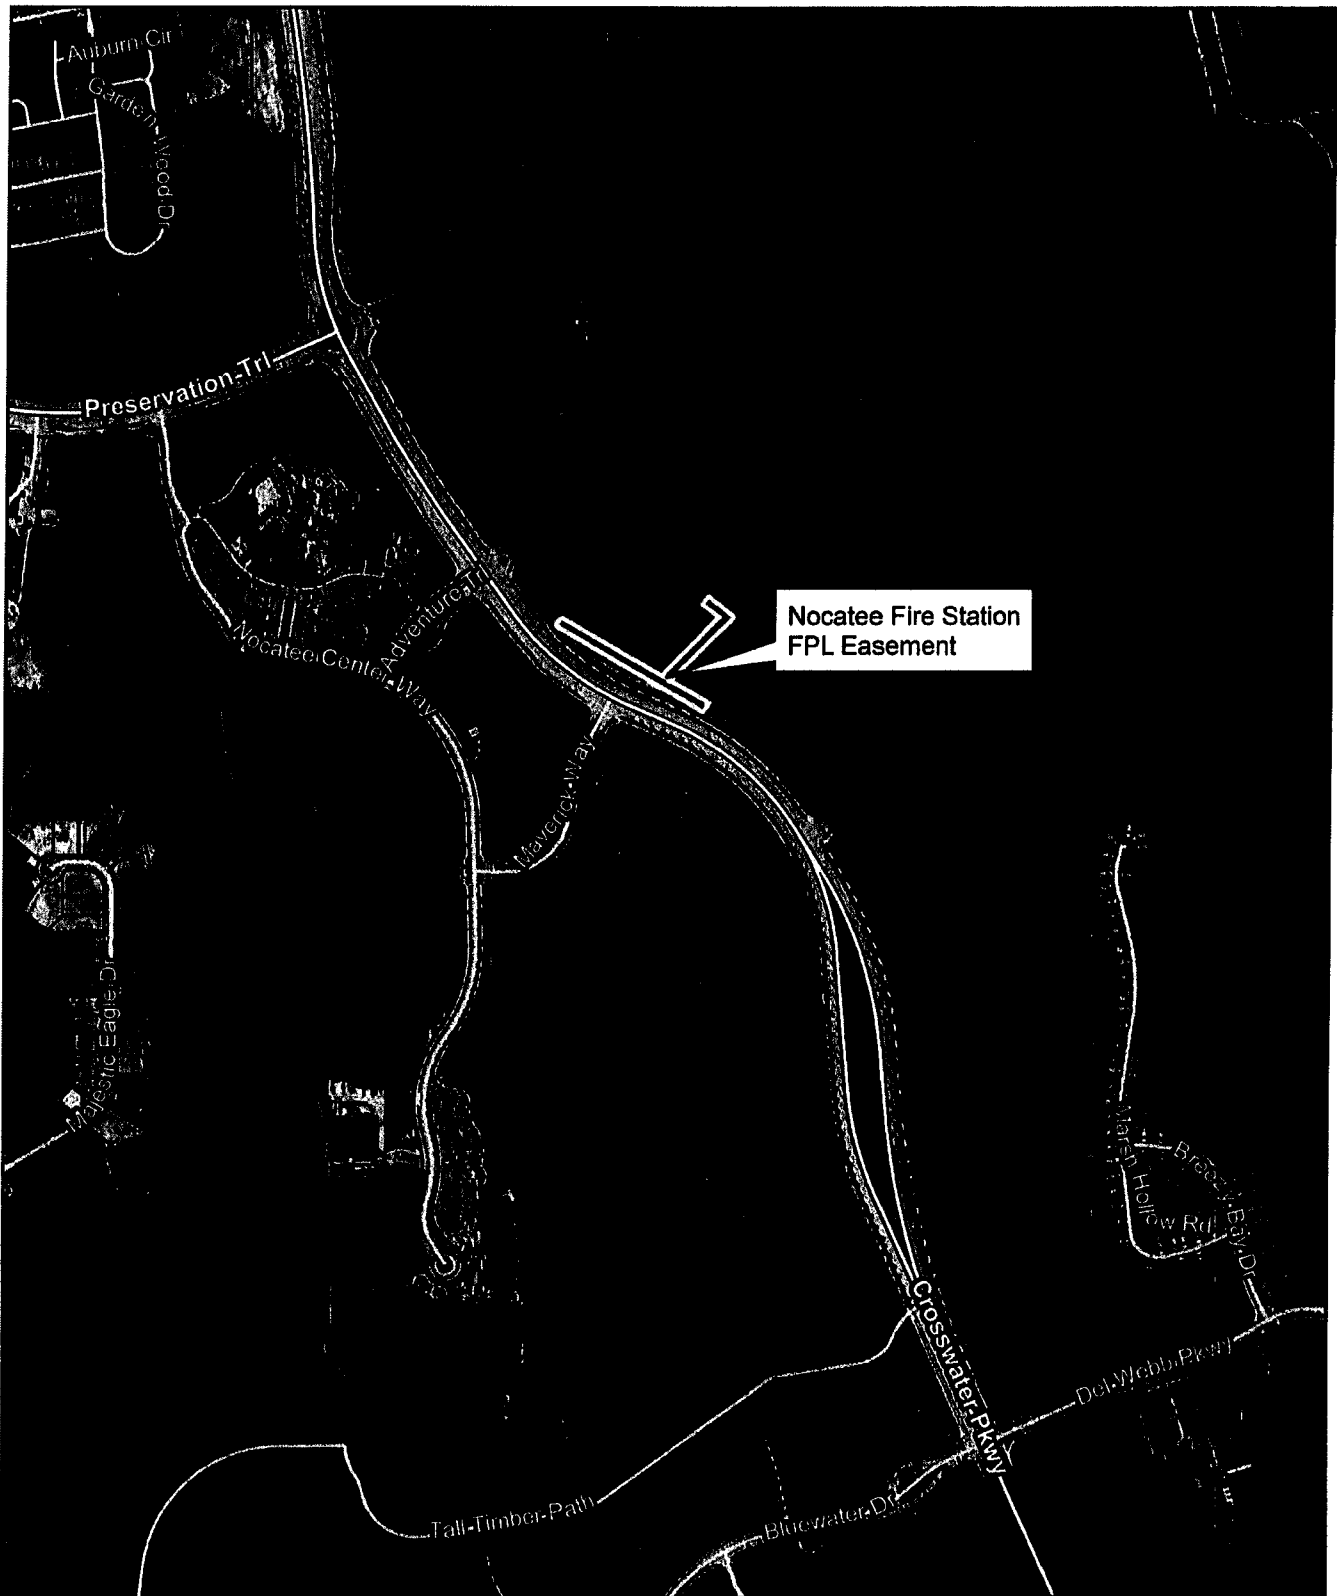 Auburn Cir
Garden Wood Dr
Preservation-Trl
Nocatee Fire Station
FPL Easement
Adventure-Trl
Nocatee-Center-Way
Maverick-Way
Majestic Eagle Dr
Marsh Hollow Rd
Breezy-Bay-Dr
Crosswater-Pkwy
Del-Webb-Pkwy
Tall-Timber-Path
Bluewater-Dr